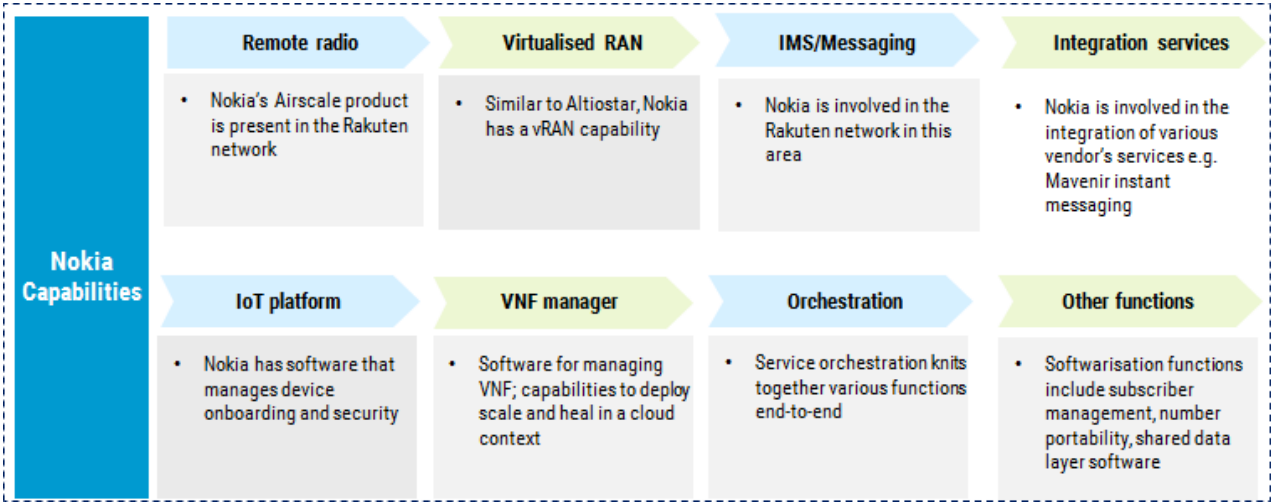 Nokia
Capabilities
Remote radio
• Nokia's Airscale product
is present in the Rakuten
network
Virtualised RAN
• Similar to Altiostar, Nokia
has a vRAN capability
IMS/Messaging
• Nokia is involved in the
Rakuten network in this
area
Integration services
• Nokia is involved in the
integration of various
vendor's services e.g.
Mavenir instant
messaging
IoT platform
• Nokia has software that
manages device
onboarding and security
VNF manager
• Software for managing
VNF; capabilities to deploy
scale and heal in a cloud
context
Orchestration
• Service orchestration knits
together various functions
end-to-end
Other functions
• Softwarisation functions
include subscriber
management, number
portability, shared data
layer software